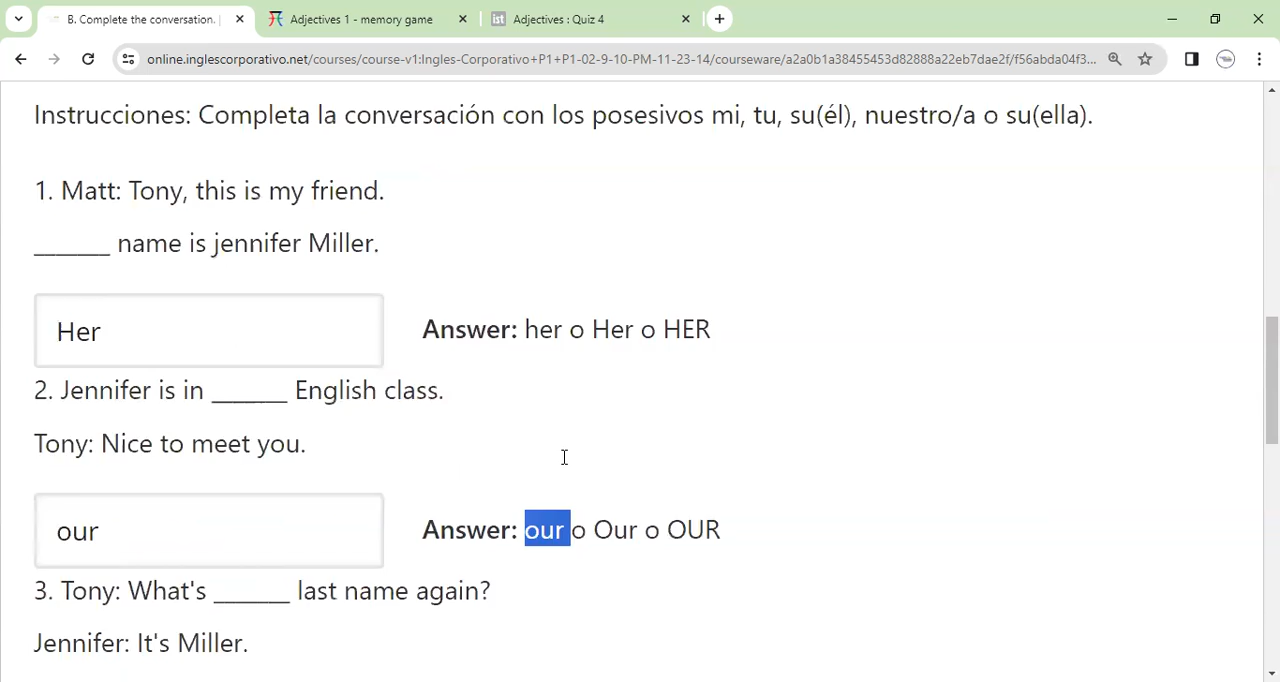 B. Complete the conversation. |
Adjectives 1 - memory game
ist Adjectives : Quiz 4
online.inglescorporativo.net/courses/course-v1:Ingles-Corporativo+P1+P1-02-9-10-PM-11-23-14/courseware/a2a0b1a38455453d82888a22eb7dae2f/f56abda04f3...
Instrucciones: Completa la conversación con los posesivos mi, tu, su(él), nuestro/a o su(ella).
1. Matt: Tony, this is my friend.
_______ name is jennifer Miller.
Her
Answer: her o Her o HER
2. Jennifer is in _______ English class.
Tony: Nice to meet you.
our
Answer: our o Our o OUR
3. Tony: What's _______ last name again?
Jennifer: It's Miller.